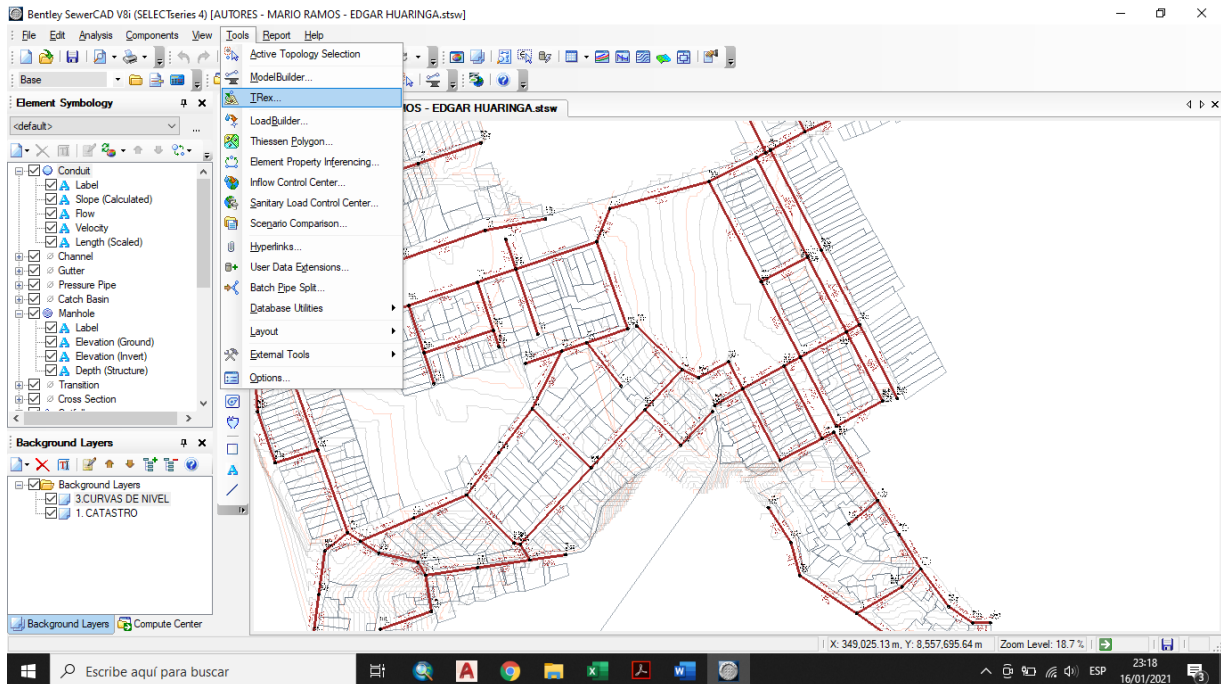 Bentley SewerCAD V8i (SELECTseries 4) [AUTORES - MARIO RAMOS - EDGAR HUARINGA.stsw]
File Edit Analysis Components View Tools Report Help
Base
Active Topology Selection
ModelBuilder...
TRex...
LoadBuilder...
Thiessen Polygon...
Element Property Inferencing...
Inflow Control Center...
Sanitary Load Control Center...
Scenario Comparison...
Hyperlinks...
User Data Extensions...
Batch Pipe Split...
Database Utilities
Layout
External Tools
Options...
OS - EDGAR HUARINGA.stsw
Element Symbology
<default>
...
Conduit
Label
Slope (Calculated)
Flow
Velocity
Length (Scaled)
Channel
Gutter
Pressure Pipe
Catch Basin
Manhole
Label
Elevation (Ground)
Elevation (Invert)
Depth (Structure)
Transition
Cross Section
Background Layers
Background Layers
3.CURVAS DE NIVEL
1. CATASTRO
Background Layers Compute Center
X: 349,025.13 m, Y: 8,557,695.64 m Zoom Level: 18.7 %
Escribe aquí para buscar
ESP
23:18
16/01/2021
3